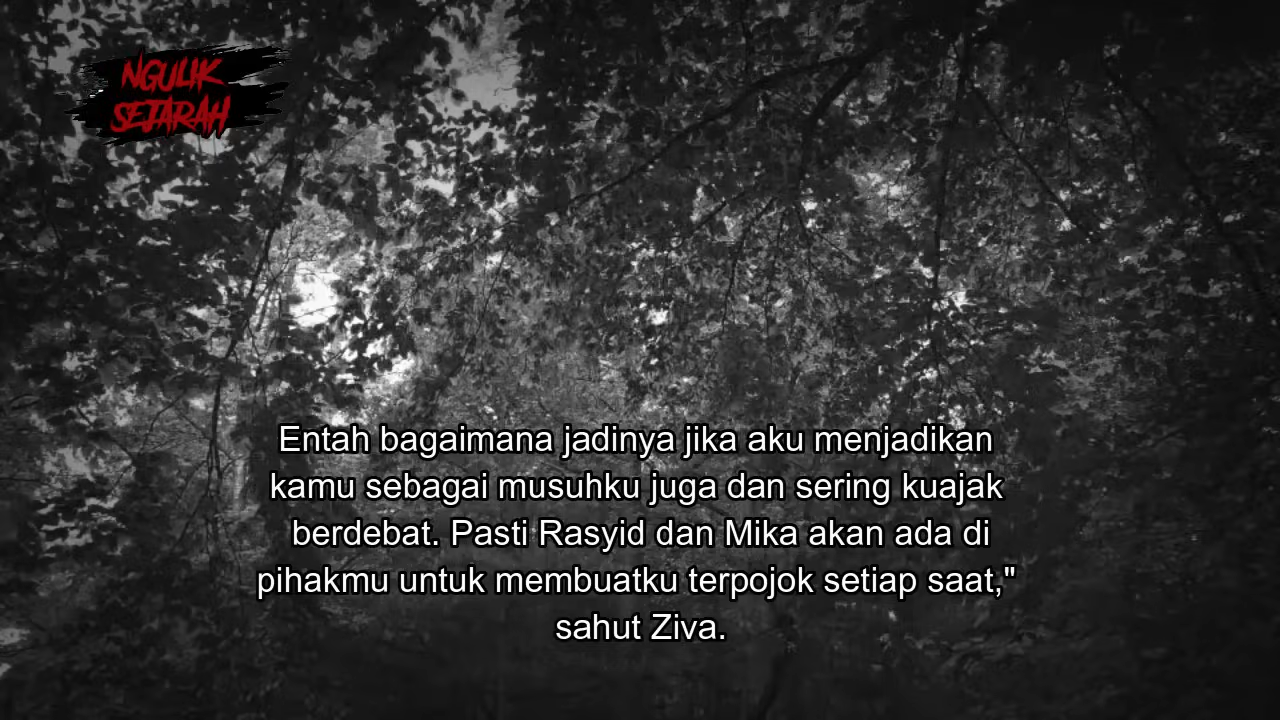 NGULIK
SEJARAH
Entah bagaimana jadinya jika aku menjadikan
kamu sebagai musuhku juga dan sering kuajak
berdebat. Pasti Rasyid dan Mika akan ada di
pihakmu untuk membuatku terpojok setiap saat,"
sahut Ziva.